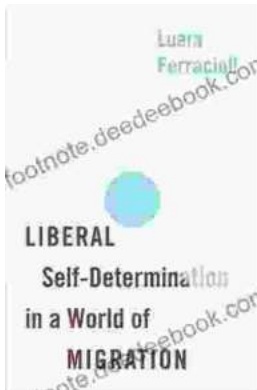 Luara
Ferracioli
footnote.deedeebook.com
LIBERAL
Self-Determination
in a World of
MIGRATION